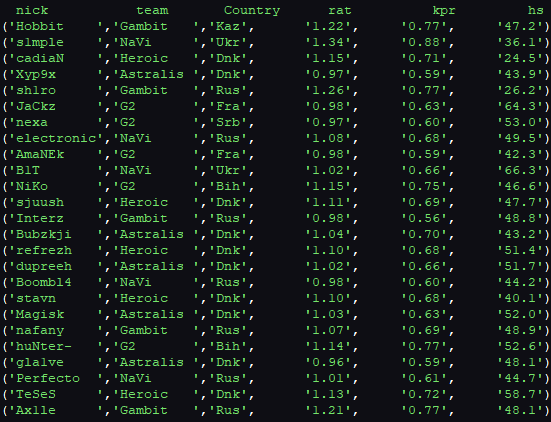 nick team Country rat kpr hs
('Hobbit ','Gambit ','Kaz', '1.22', '0.77', '47.2')
('s1mple ','NaVi ','Ukr', '1.34', '0.88', '36.1')
('cadiaN ','Heroic ','Dnk', '1.15', '0.71', '24.5')
('Xyp9x ','Astralis ','Dnk', '0.97', '0.59', '43.9')
('sh1ro ','Gambit ','Rus', '1.26', '0.77', '26.2')
('JaCkz ','G2 ','Fra', '0.98', '0.63', '64.3')
('nexa ','G2 ','Srb', '0.97', '0.60', '53.0')
('electronic','NaVi ','Rus', '1.08', '0.68', '49.5')
('AmaNEk ','G2 ','Fra', '0.98', '0.59', '42.3')
('B1T ','NaVi ','Ukr', '1.02', '0.66', '66.3')
('NiKo ','G2 ','Bih', '1.15', '0.75', '46.6')
('sjuush ','Heroic ','Dnk', '1.11', '0.69', '47.7')
('Interz ','Gambit ','Rus', '0.98', '0.56', '48.8')
('Bubzkji ','Astralis ','Dnk', '1.04', '0.70', '43.2')
('refrezh ','Heroic ','Dnk', '1.10', '0.68', '51.4')
('dupreeh ','Astralis ','Dnk', '1.02', '0.66', '51.7')
('Boombl4 ','NaVi ','Rus', '0.98', '0.60', '44.2')
('stavn ','Heroic ','Dnk', '1.10', '0.68', '40.1')
('Magisk ','Astralis ','Dnk', '1.03', '0.63', '52.0')
('nafany ','Gambit ','Rus', '1.07', '0.69', '48.9')
('huNter- ','G2 ','Bih', '1.14', '0.77', '52.6')
('gla1ve ','Astralis ','Dnk', '0.96', '0.59', '48.1')
('Perfecto ','NaVi ','Rus', '1.01', '0.61', '44.7')
('TeSeS ','Heroic ','Dnk', '1.13', '0.72', '58.7')
('Ax1le ','Gambit ','Rus', '1.21', '0.77', '48.1')